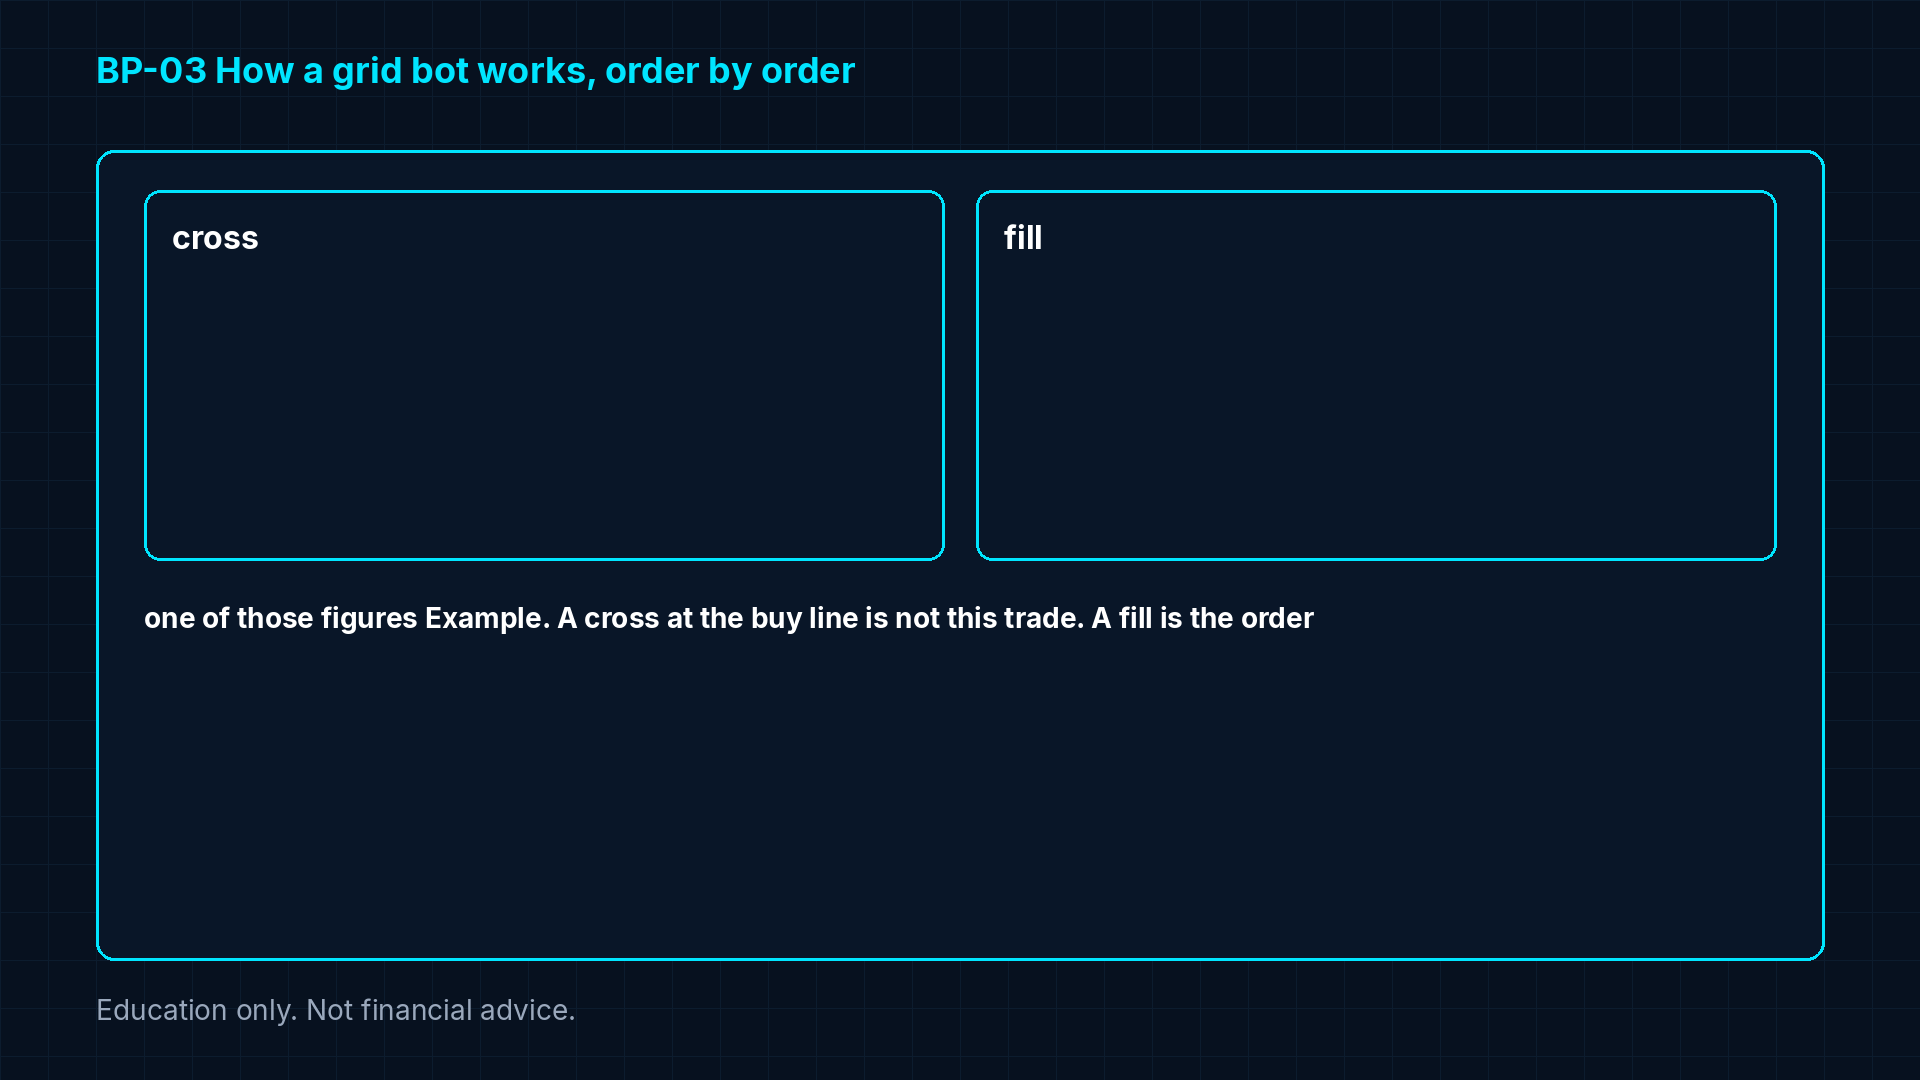 BP-03 How a grid bot works, order by order
cross
fill
one of those figures Example. A cross at the buy line is not this trade. A fill is the order
Education only. Not financial advice.